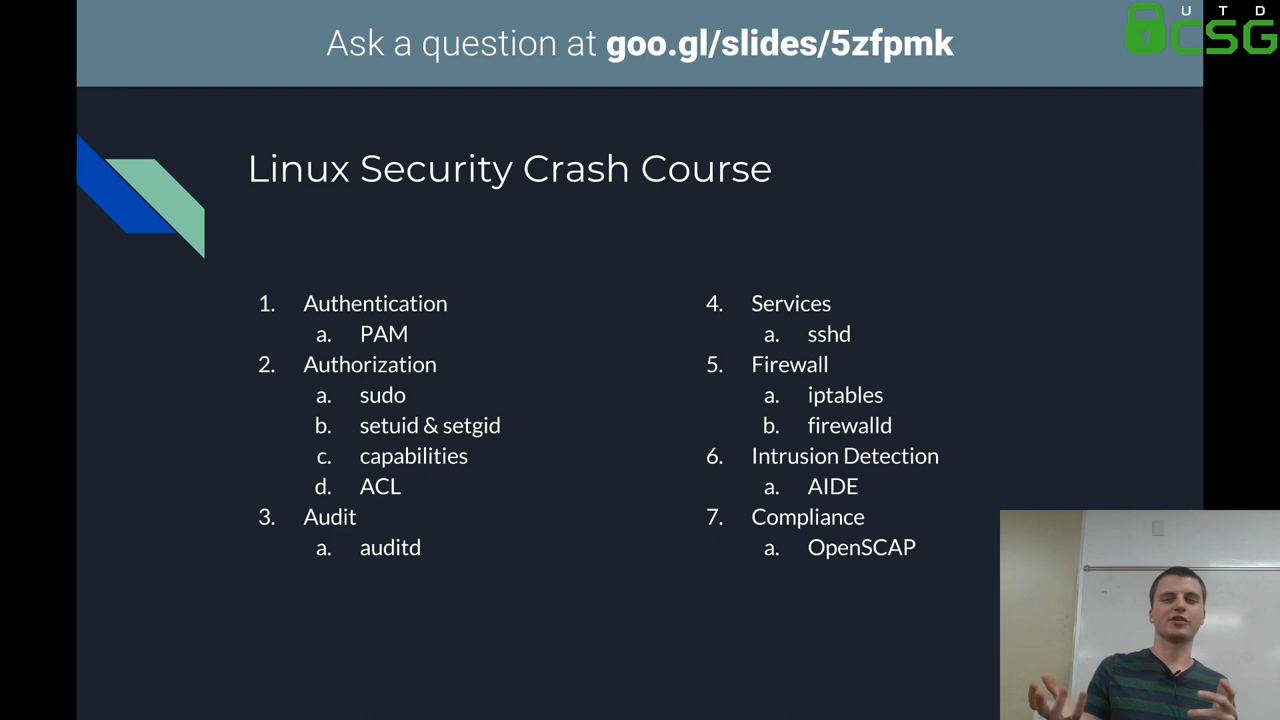 Ask a question at goo.gl/slides/5zfpmk
UTD
CSG
Linux Security Crash Course
1. Authentication
a. PAM
2. Authorization
a. sudo
b. setuid & setgid
c. capabilities
d. ACL
3. Audit
a. auditd
4. Services
a. sshd
5. Firewall
a. iptables
b. firewalld
6. Intrusion Detection
a. AIDE
7. Compliance
a. OpenSCAP